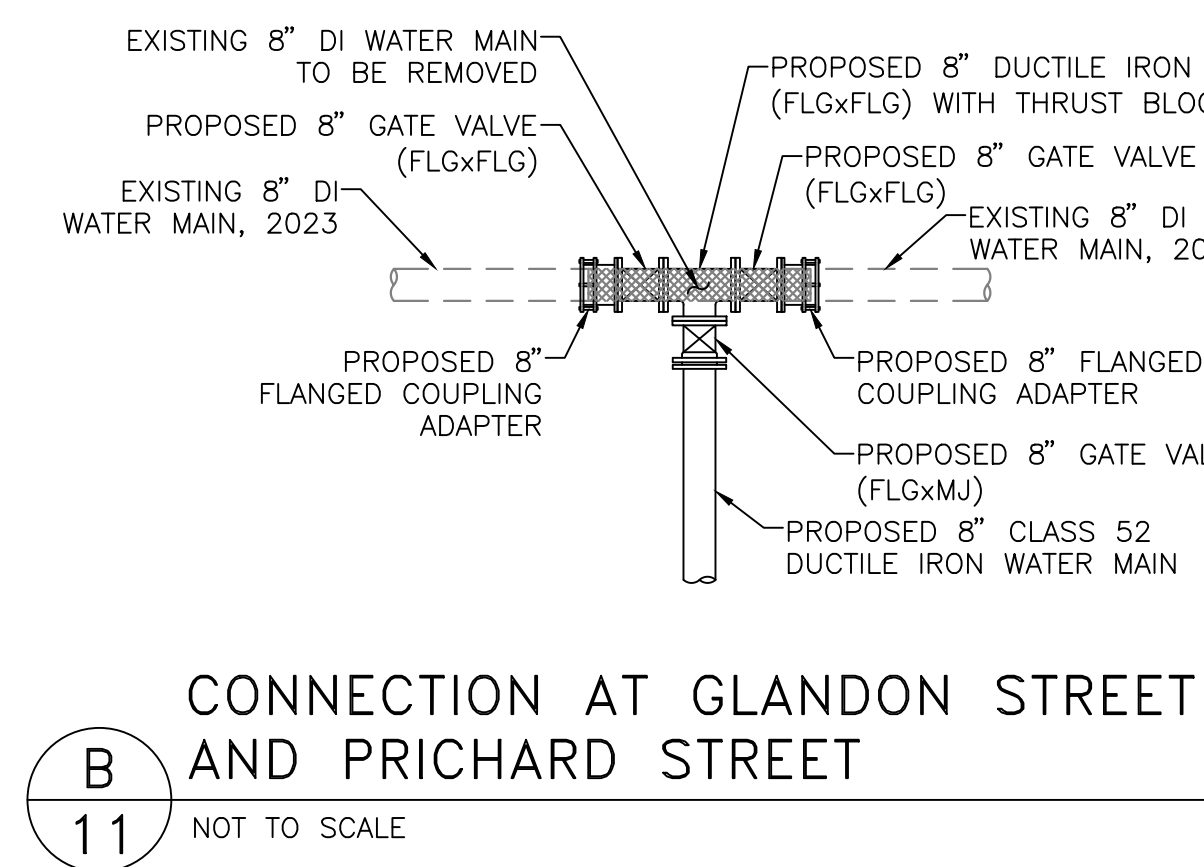 EXISTING 8" DI WATER MAIN
TO BE REMOVED
PROPOSED 8" GATE VALVE
(FLGxFLG)
EXISTING 8" DI
WATER MAIN, 2023
PROPOSED 8" DUCTILE IRON
(FLGxFLG) WITH THRUST
PROPOSED 8" GATE VALVE
(FLGxFLG)
EXISTING 8" DI
WATER MAIN,
PROPOSED 8"
FLANGED COUPLING
ADAPTER
PROPOSED 8" FLANGED
COUPLING ADAPTER
PROPOSED 8" GATE
(FLGxMJ)
PROPOSED 8" CLASS 52
DUCTILE IRON WATER MAIN
CONNECTION AT GLANDON STREET
AND PRICHARD STREET
B
11
NOT TO SCALE